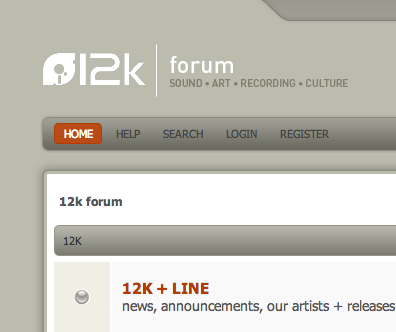 12k forum
SOUND • ART • RECORDING • CULTURE
HOME HELP SEARCH LOGIN REGISTER
12k forum
12K
12K + LINE
news, announcements, our artists + releases